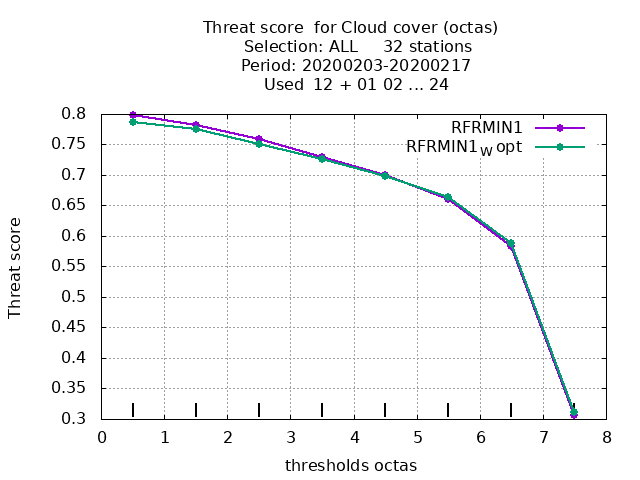 Threat score  for Cloud cover (octas)
Selection: ALL     32 stations
Period: 20200203-20200217
Used  12 + 01 02 ... 24
RFRMIN1
RFRMIN1W opt
Threat score
0.8
0.75
0.7
0.65
0.6
0.55
0.5
0.45
0.4
0.35
0.3
0 1 2 3 4 5 6 7 8
thresholds octas